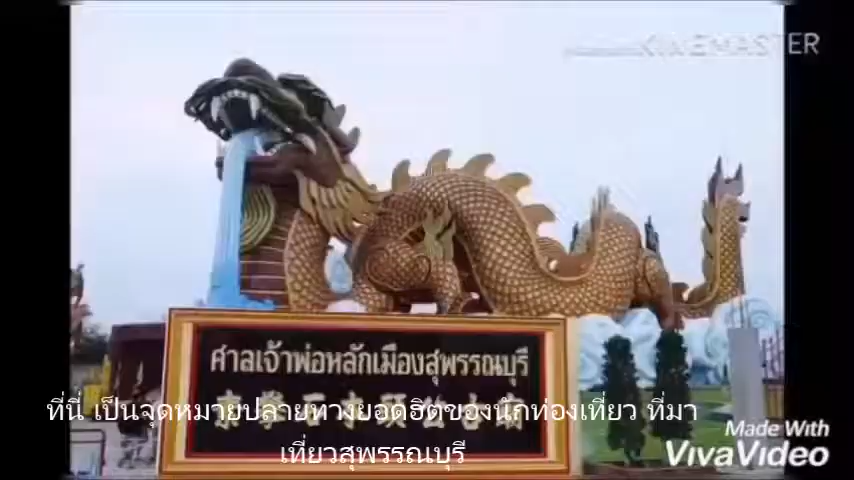 KINEMASTER
ศาลเจ้าพ่อหลักเมืองสุพรรณบุรี
ที่นี่ เป็นจุดหมายปลายทางยอดฮิตของนักท่องเที่ยว ที่มา
เที่ยวสุพรรณบุรี
Made With
VivaVideo